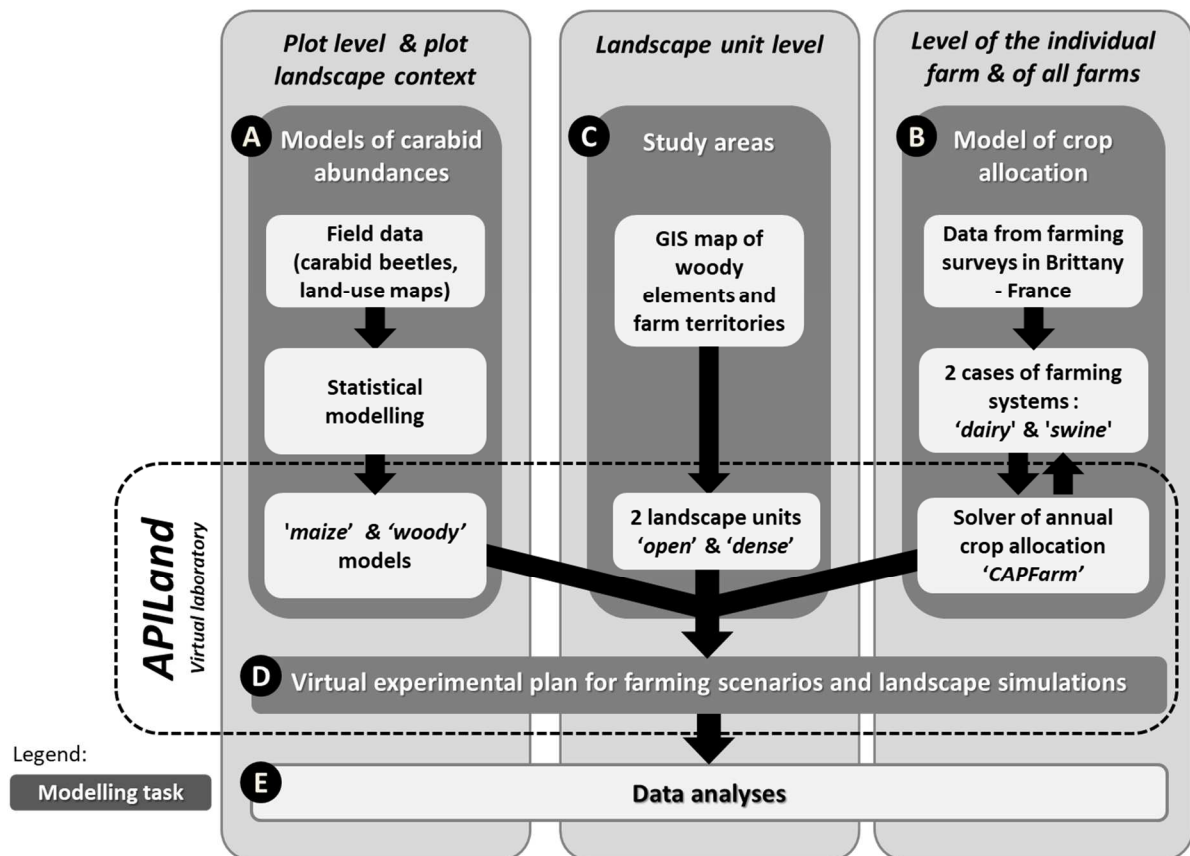 Plot level & plot
landscape context
A
Models of carabid
abundances
Field data
(carabid beetles,
land-use maps)
Statistical
modelling
'maize' & ‘woody’
models
Landscape unit level
C
Study areas
GIS map of
woody
elements and
farm territories
2 landscape units
‘open’ & ‘dense’
Level of the individual
farm & of all farms
B
Model of crop
allocation
Data from farming
surveys in Brittany
- France
2 cases of farming
systems :
‘dairy' & 'swine'
Solver of annual
crop allocation
‘CAPFarm’
APILand
Virtual laboratory
D
Virtual experimental plan for farming scenarios and landscape simulations
E
Data analyses
Legend:
Modelling task